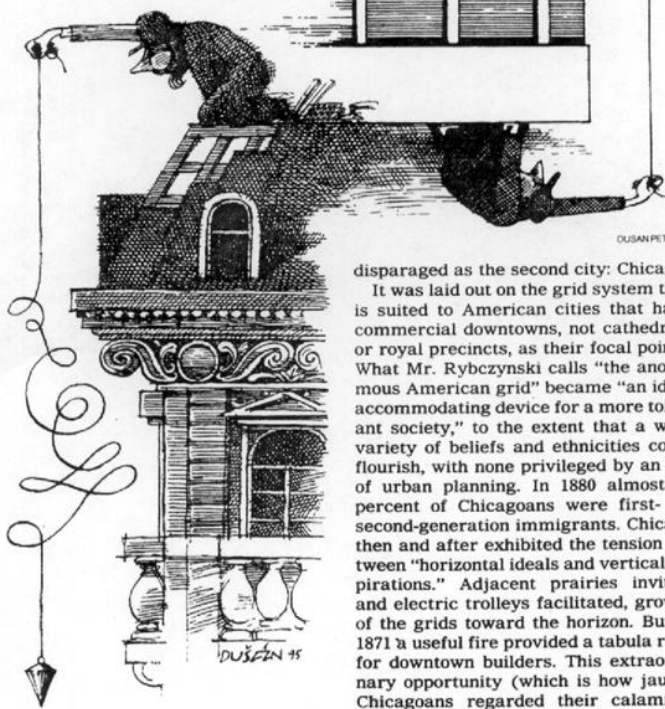 DUSAN PET
DUŠAN 95
disparaged as the second city: Chica
It was laid out on the grid system t
is suited to American cities that ha
commercial downtowns, not cathedr
or royal precincts, as their focal poin
What Mr. Rybczynski calls “the ano
mous American grid” became “an id
accommodating device for a more to
ant society,” to the extent that a w
variety of beliefs and ethnicities co
flourish, with none privileged by an
of urban planning. In 1880 almost
percent of Chicagoans were first-
second-generation immigrants. Chica
then and after exhibited the tension
tween “horizontal ideals and vertical
pirations.” Adjacent prairies invi
and electric trolleys facilitated, grow
of the grids toward the horizon. Bu
1871 a useful fire provided a tabula r
for downtown builders. This extrao
nary opportunity (which is how jau
Chicagoans regarded their calam